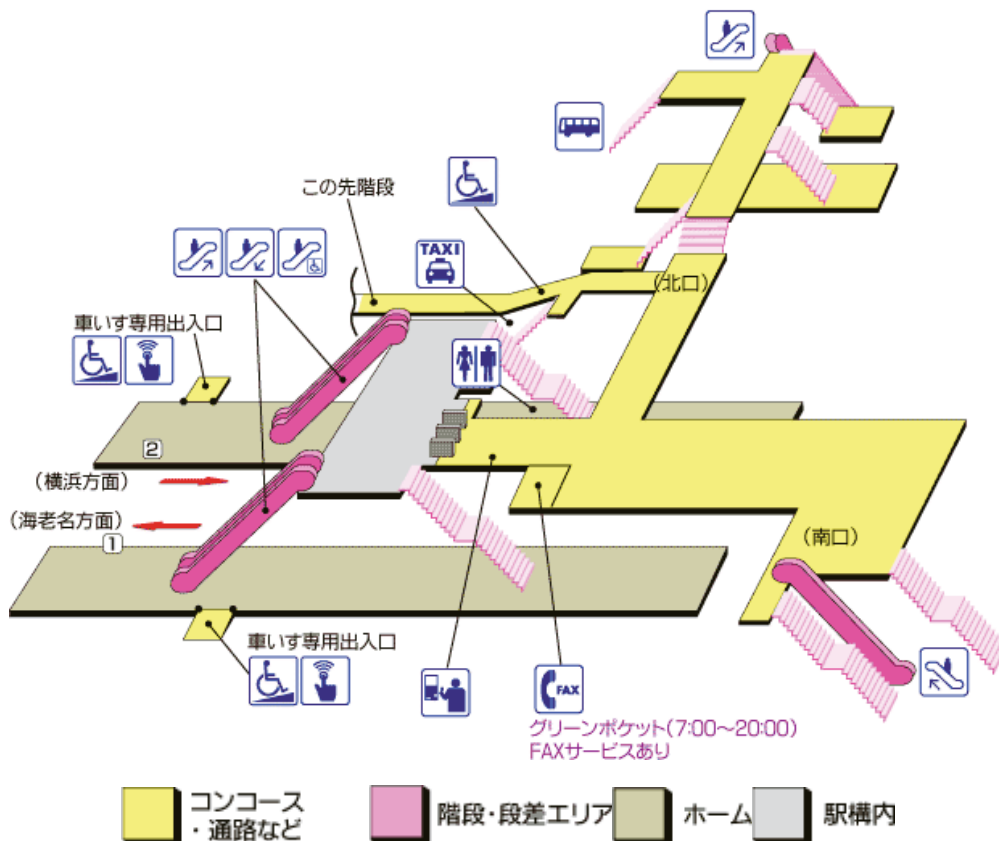 この先階段
TAXI
(北口)
車いす専用出入口
2
(横浜方面)
(海老名方面)
1
(南口)
車いす専用出入口
FAX
グリーンポケット(7:00～20:00)
FAXサービスあり
コンコース
・通路など
階段・段差エリア
ホーム
駅構内